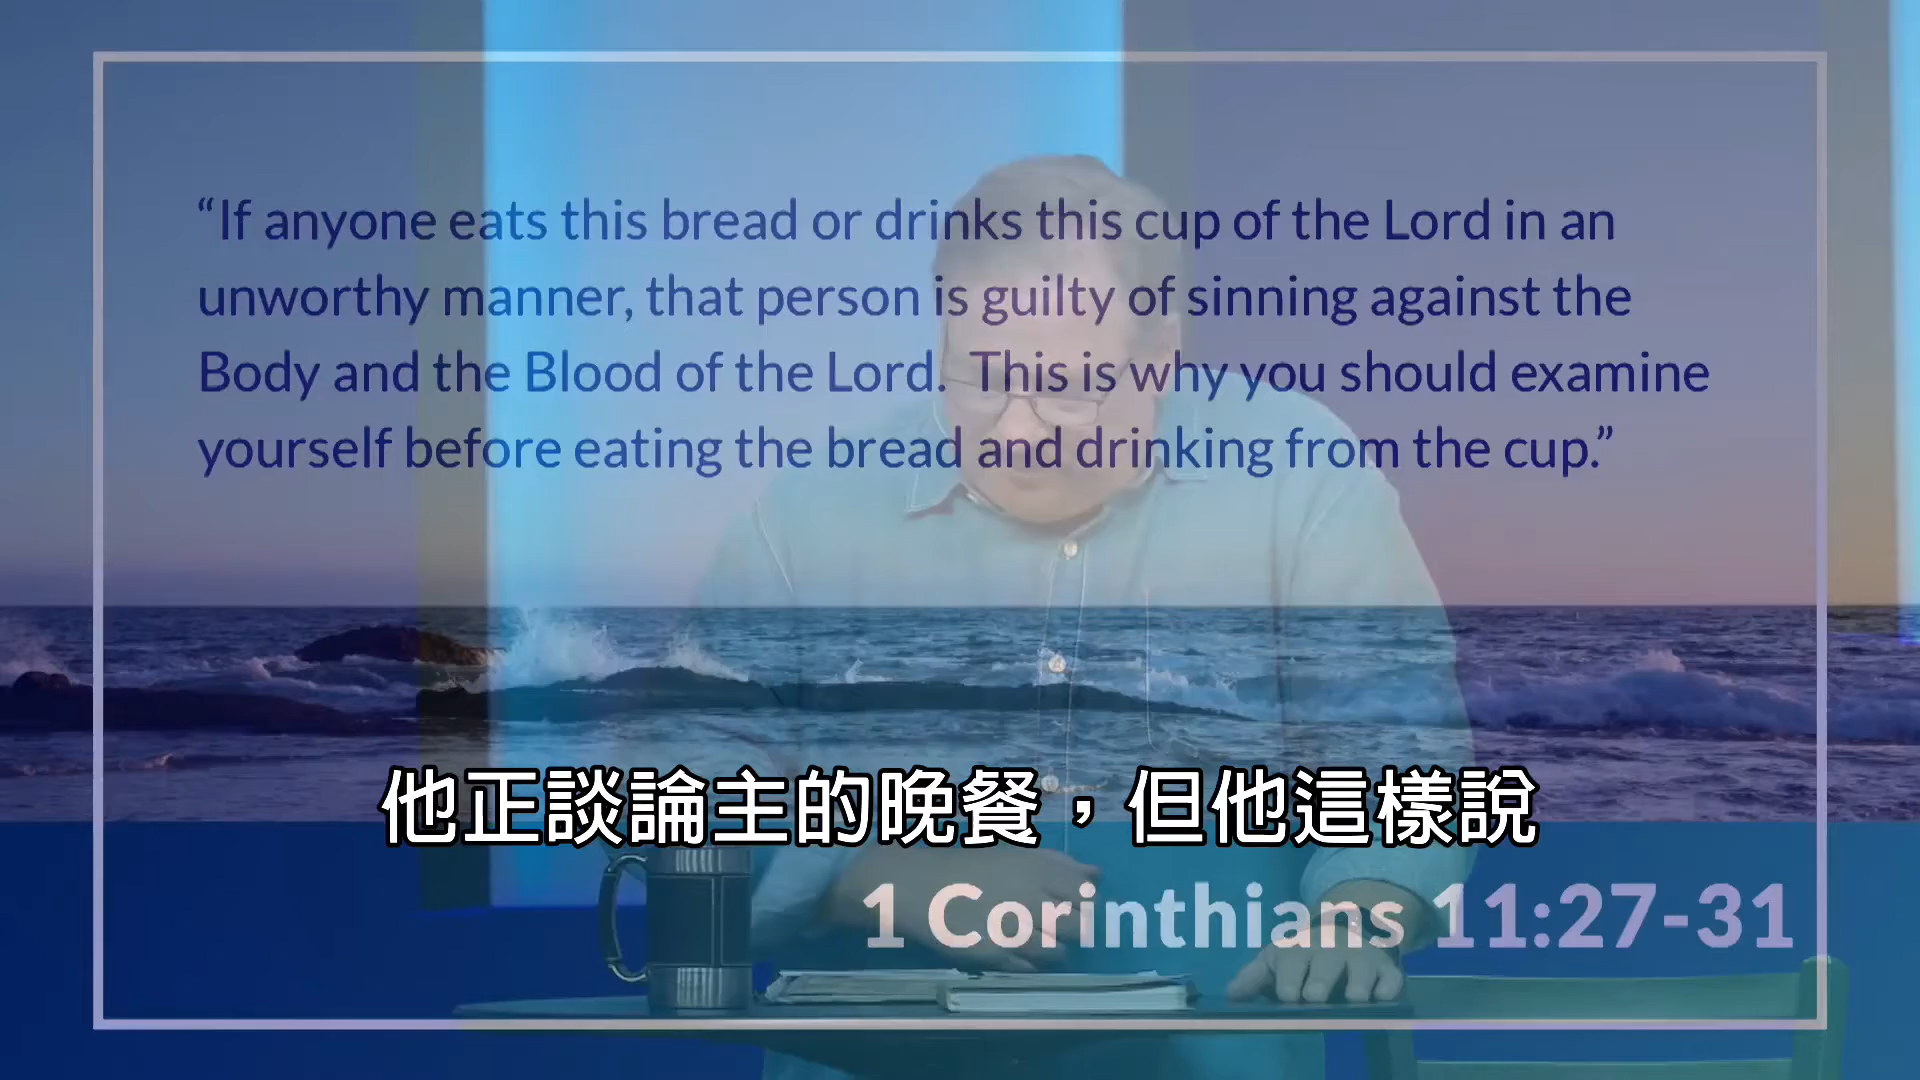 “If anyone eats this bread or drinks this cup of the Lord in an
unworthy manner, that person is guilty of sinning against the
Body and the Blood of the Lord.  This is why you should examine
yourself before eating the bread and drinking from the cup.”
他正談論主的晚餐，但他這樣說
1 Corinthians 11:27-31